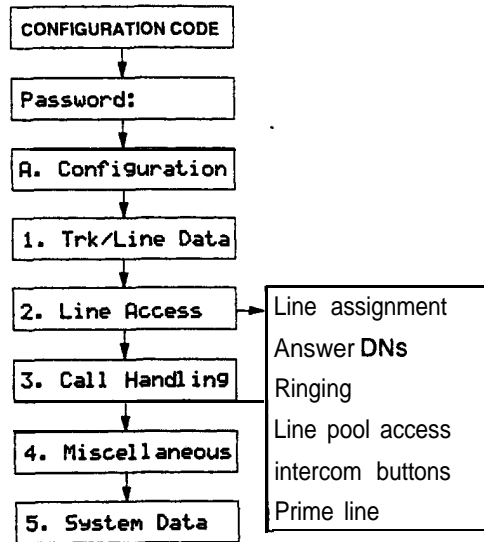 CONFIGURATION CODE
Password:
A. Configuration
1. Trk/Line Data
2. Line Access
3. Call Handling
4. Miscellaneous
5. System Data
Line assignment
Answer DNs
Ringing
Line pool access
intercom buttons
Prime line